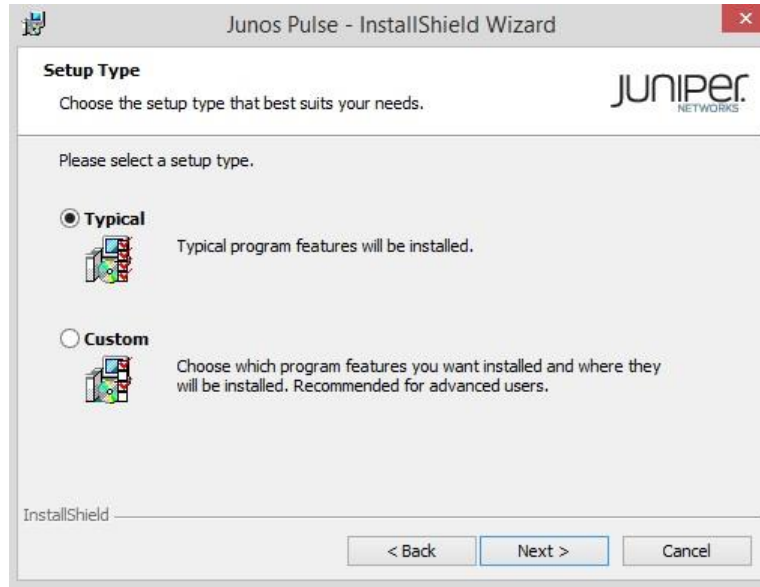 Junos Pulse - InstallShield Wizard
Setup Type
Choose the setup type that best suits your needs.
JUNIPER
NETWORKS
Please select a setup type.
Typical
Typical program features will be installed.
Custom
Choose which program features you want installed and where they
will be installed. Recommended for advanced users.
InstallShield
< Back
Next >
Cancel